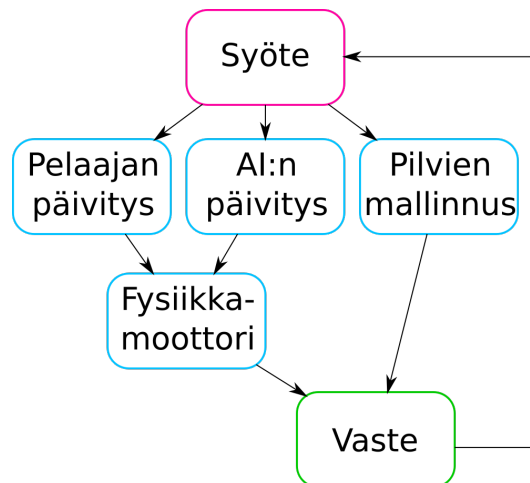 Syöte
Pelaajan
päivitys
AI:n
päivitys
Pilvien
mallinnus
Fysiikka-
moottori
Vaste